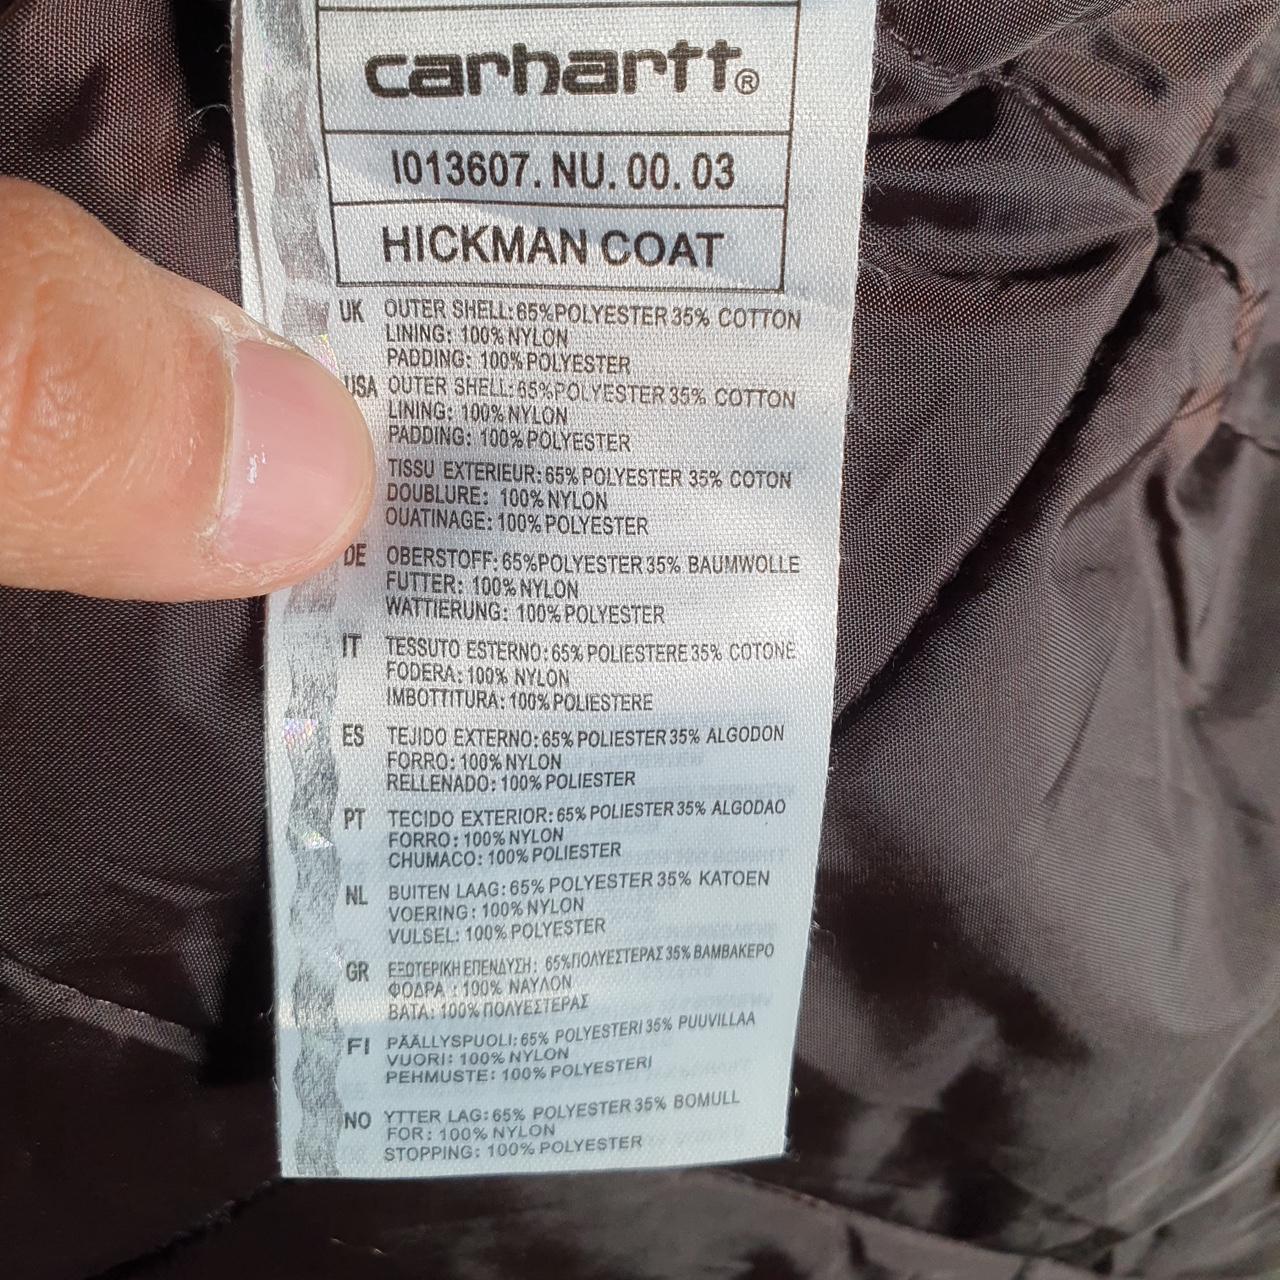 carhartt®
I013607.NU.00.03
HICKMAN COAT
UK OUTER SHELL: 65% POLYESTER 35% COTTON
LINING: 100% NYLON
PADDING: 100% POLYESTER
USA OUTER SHELL: 65% POLYESTER 35% COTTON
LINING: 100% NYLON
PADDING: 100% POLYESTER
TISSU EXTERIEUR: 65% POLYESTER 35% COTON
DOUBLURE: 100% NYLON
OUATINAGE: 100% POLYESTER
DE OBERSTOFF: 65% POLYESTER 35% BAUMWOLLE
FUTTER: 100% NYLON
WATTIERUNG: 100% POLYESTER
IT TESSUTO ESTERNO: 65% POLIESTERE 35% COTONE
FODERA: 100% NYLON
IMBOTTITURA: 100% POLIESTERE
ES TEJIDO EXTERNO: 65% POLIESTER 35% ALGODON
FORRO: 100% NYLON
RELLENADO: 100% POLIESTER
PT TECIDO EXTERIOR: 65% POLIESTER 35% ALGODAO
FORRO: 100% NYLON
CHUMACO: 100% POLIESTER
NL BUITEN LAAG: 65% POLYESTER 35% KATOEN
VOERING: 100% NYLON
VULSEL: 100% POLYESTER
GR ΕΞΩΤΕΡΙΚΗ ΕΠΕΝΔΥΣΗ: 65% ΠΟΛΥΕΣΤΕΡΑΣ 35% ΒΑΜΒΑΚΕΡΟ
ΦΟΔΡΑ: 100% ΝΑΥΛΟΝ
ΒΑΤΑ: 100% ΠΟΛΥΕΣΤΕΡΑΣ
FI PÄÄLLYSPUOLI: 65% POLYESTERI 35% PUUVILLAA
VUORI: 100% NYLON
PEHMUSTE: 100% POLYESTERI
NO YTTER LAG: 65% POLYESTER 35% BOMULL
FOR: 100% NYLON
STOPPING: 100% POLYESTER